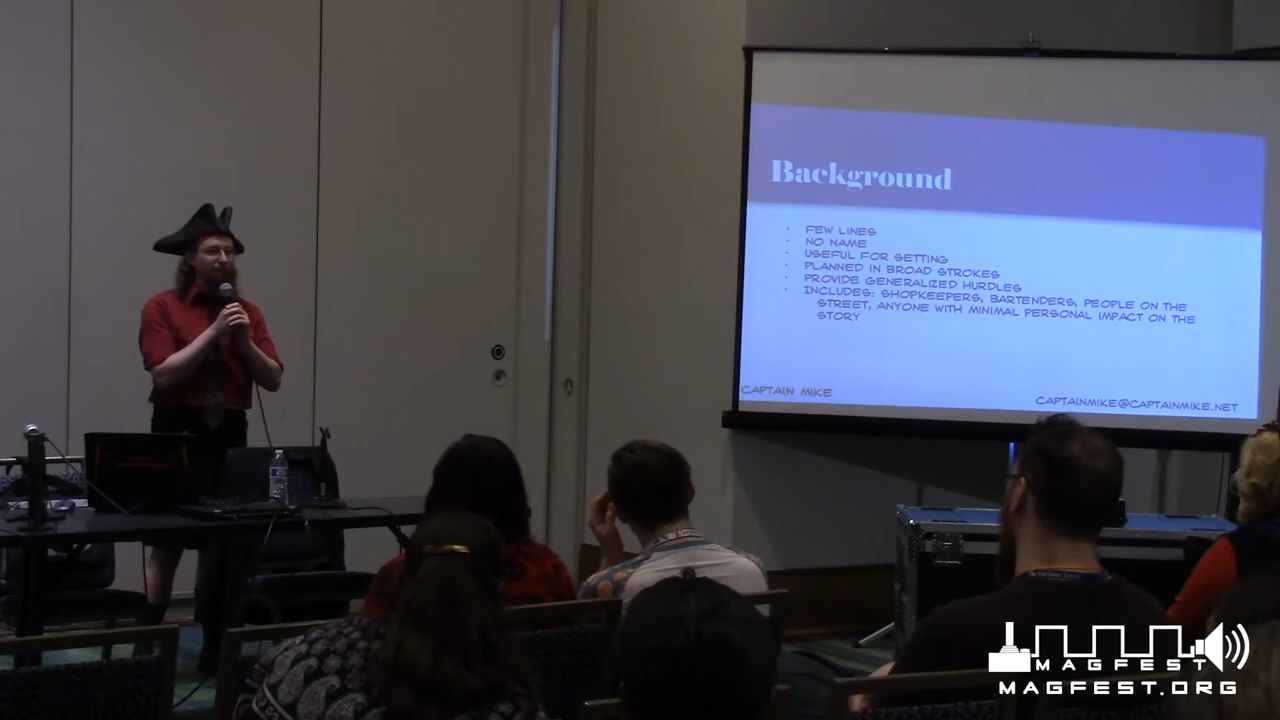 Background
FEW LINES
NO NAME
USEFUL FOR SETTING
PLANNED IN BROAD STROKES
PROVIDE GENERALIZED HURDLES
INCLUDES: SHOPKEEPERS, BARTENDERS, PEOPLE ON THE
STREET, ANYONE WITH MINIMAL PERSONAL IMPACT ON THE
STORY
CAPTAIN MIKE
CAPTAINMIKE@CAPTAINMIKE.NET
MAGFEST
MAGFEST.ORG